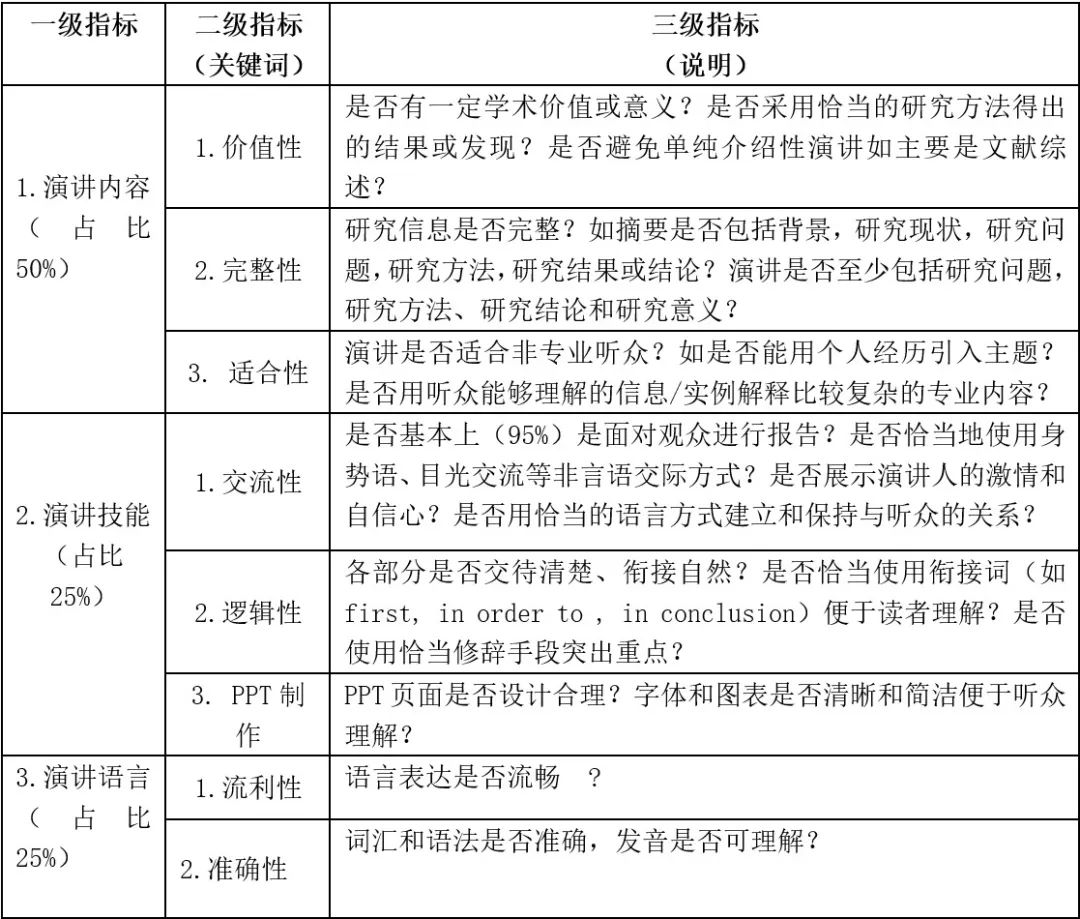 一级指标
二级指标
（关键词）
三级指标
（说明）
1.演讲内容
（占比
50%）
1.价值性
是否有一定学术价值或意义？是否采用恰当的研究方法得出
的结果或发现？是否避免单纯介绍性演讲如主要是文献综
述？
2.完整性
研究信息是否完整？如摘要是否包括背景，研究现状，研究问
题，研究方法，研究结果或结论？演讲是否至少包括研究问题，
研究方法、研究结论和研究意义？
3. 适合性
演讲是否适合非专业听众？如是否能用个人经历引入主题？
是否用听众能够理解的信息/实例解释比较复杂的专业内容？
2.演讲技能
（占比
25%）
1.交流性
是否基本上（95%）是面对观众进行报告？是否恰当地使用身
势语、目光交流等非言语交际方式？是否展示演讲人的激情和
自信心？是否用恰当的语言方式建立和保持与听众的关系？
2.逻辑性
各部分是否交待清楚、衔接自然？是否恰当使用衔接词（如
first, in order to , in conclusion）便于读者理解？是否
使用恰当修辞手段突出重点？
3. PPT 制
作
PPT 页面是否设计合理？字体和图表是否清晰和简洁便于听众
理解？
3.演讲语言
（占比
25%）
1.流利性
语言表达是否流畅 ？
2.准确性
词汇和语法是否准确，发音是否可理解？